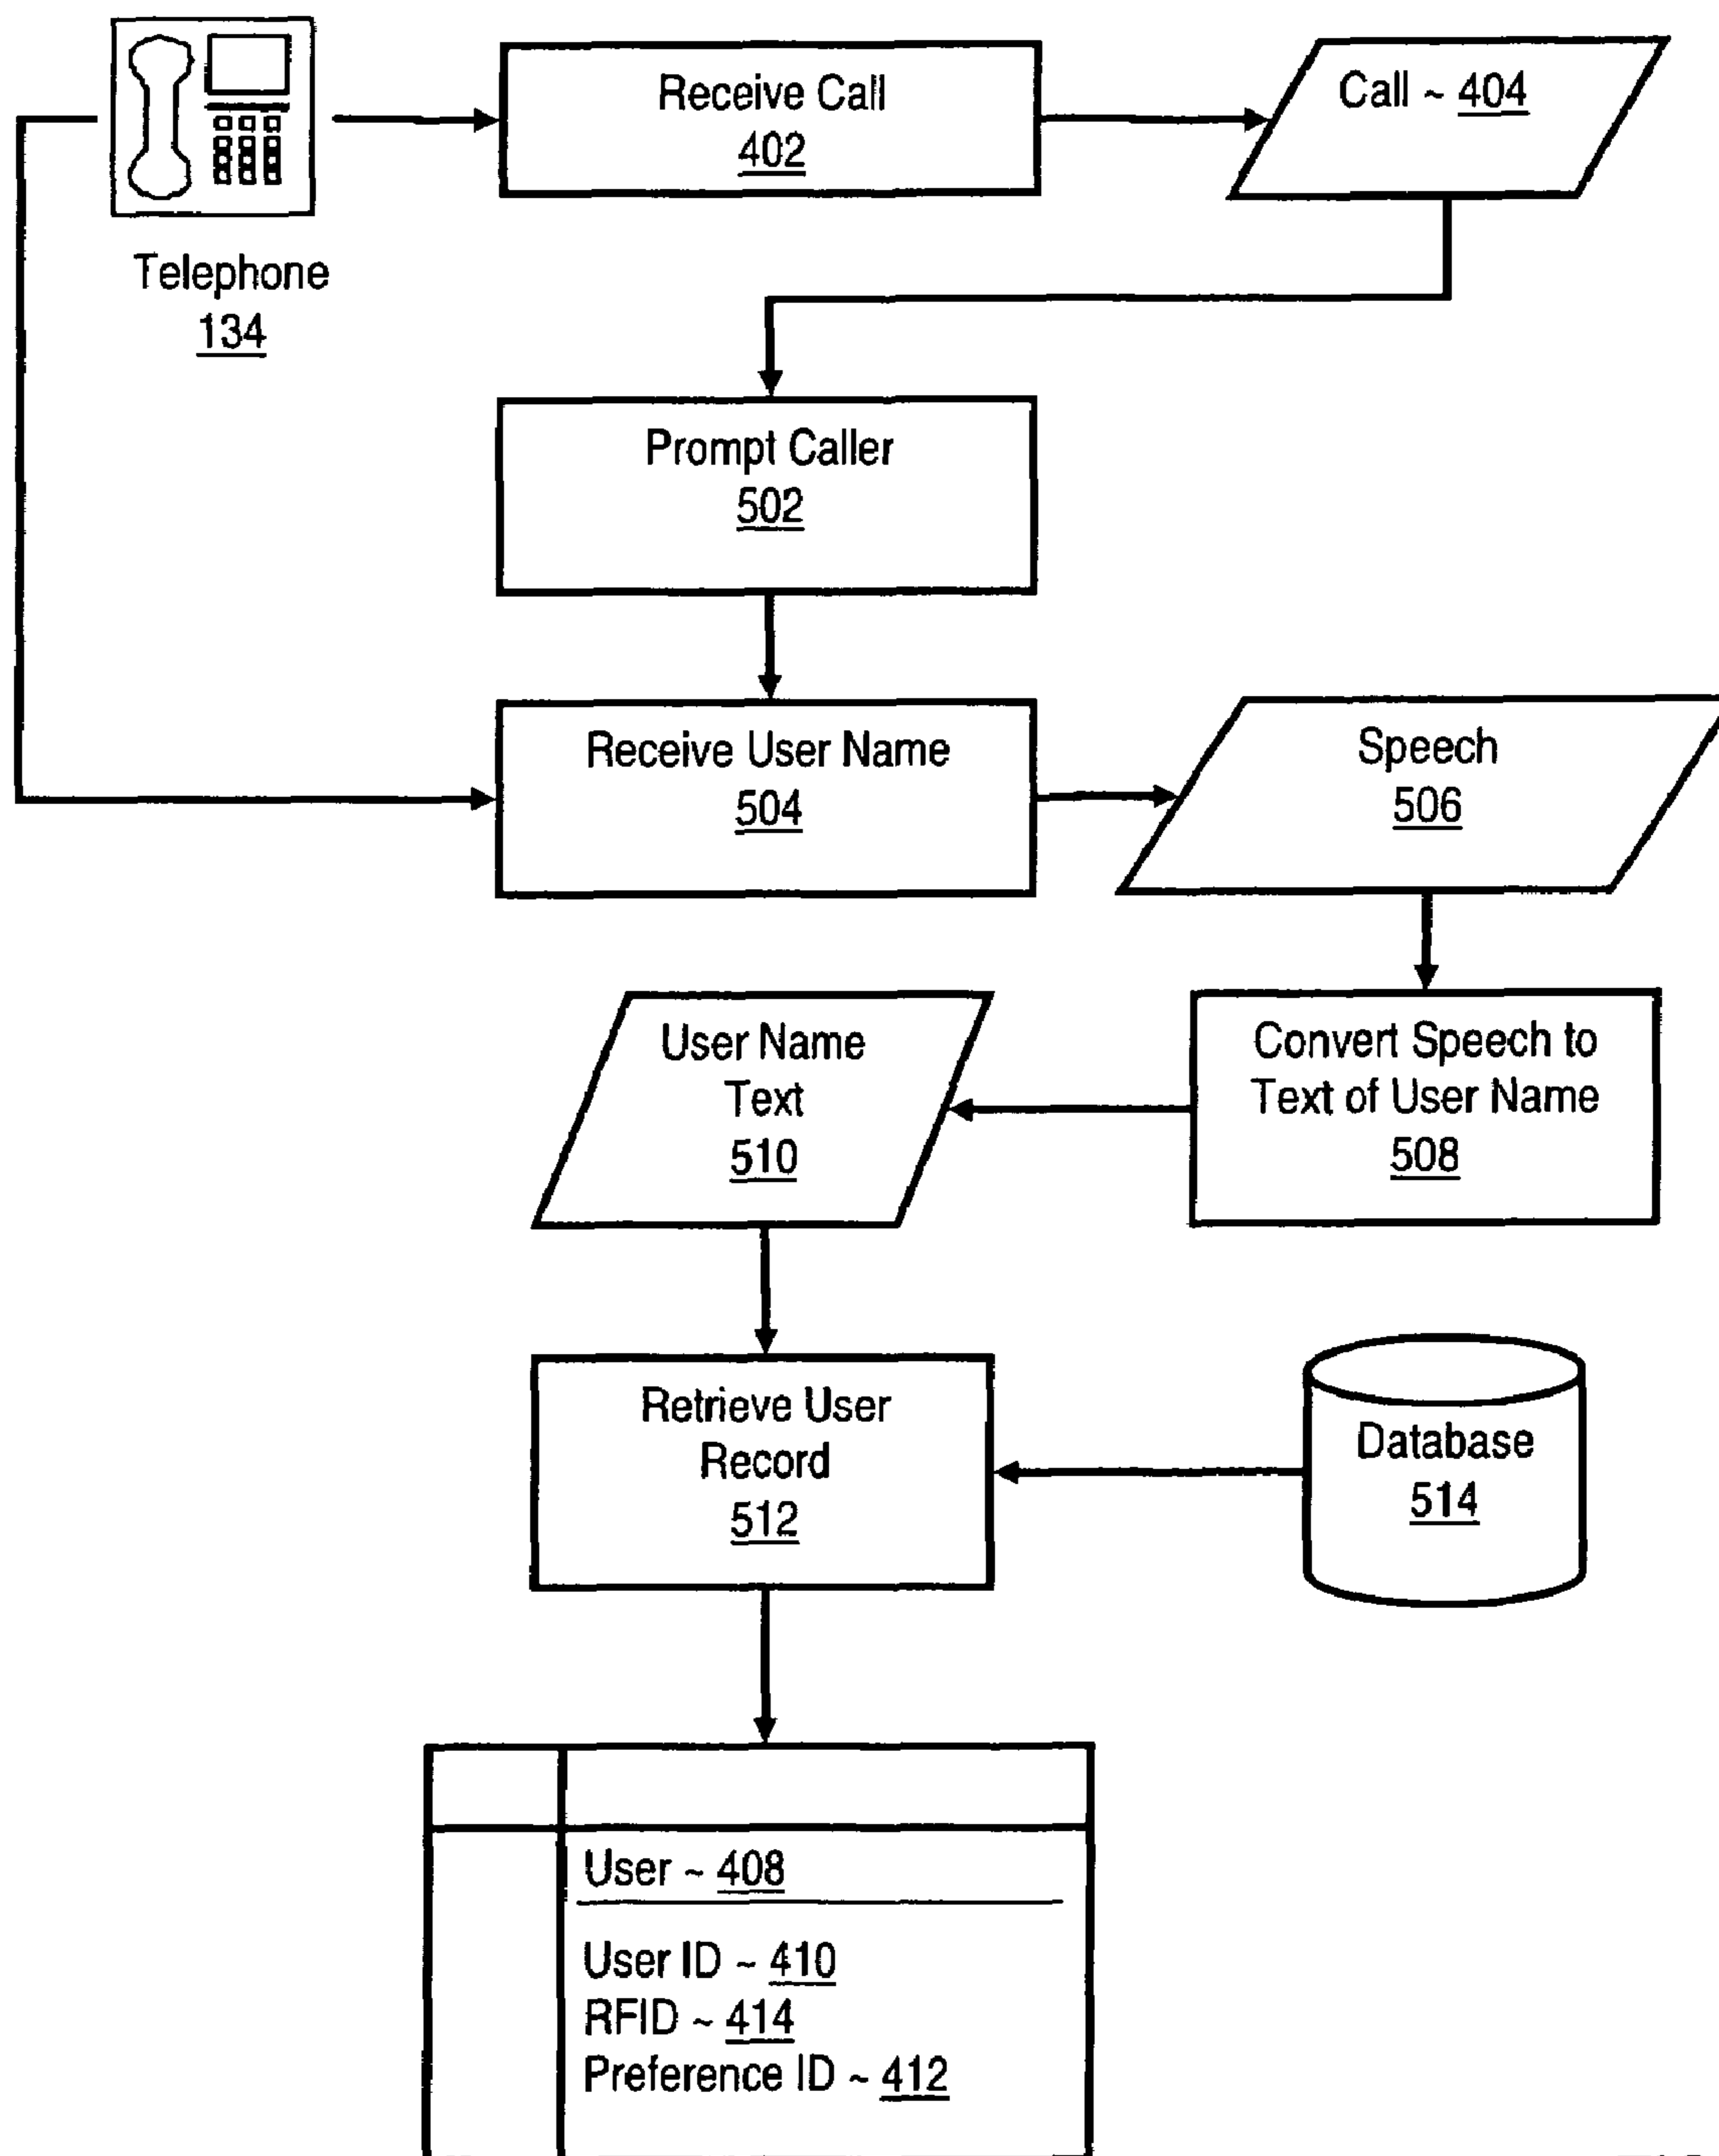 Receive Call
402
Call ~ 404
Telephone
134
Prompt Caller
502
Receive User Name
504
Speech
506
User Name
Text
510
Convert Speech to
Text of User Name
508
Retrieve User
Record
512
Database
514
User ~ 408
User ID ~ 410
RFID ~ 414
Preference ID ~ 412